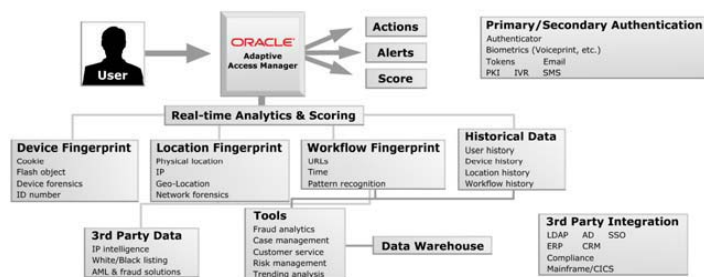 Actions
Primary/Secondary Authentication
Authenticator
Biometrics (Voiceprint, etc.)
Tokens Email
PKI IVR SMS
ORACLE
Adaptive
Access Manager
Alerts
User
Score
Real-time Analytics & Scoring
Device Fingerprint
Cookie
Flash object
Device forensics
ID number
Location Fingerprint
Physical location
IP
Geo-Location
Network forensics
Workflow Fingerprint
URLs
Time
Pattern recognition
Historical Data
User history
Device history
Location history
Workflow history
3rd Party Data
IP intelligence
White/Black listing
AML & fraud solutions
Tools
Fraud analytics
Case management
Customer service
Risk management
Trending analysis
Data Warehouse
3rd Party Integration
LDAP AD SSO
ERP CRM
Compliance
Mainframe/CICS